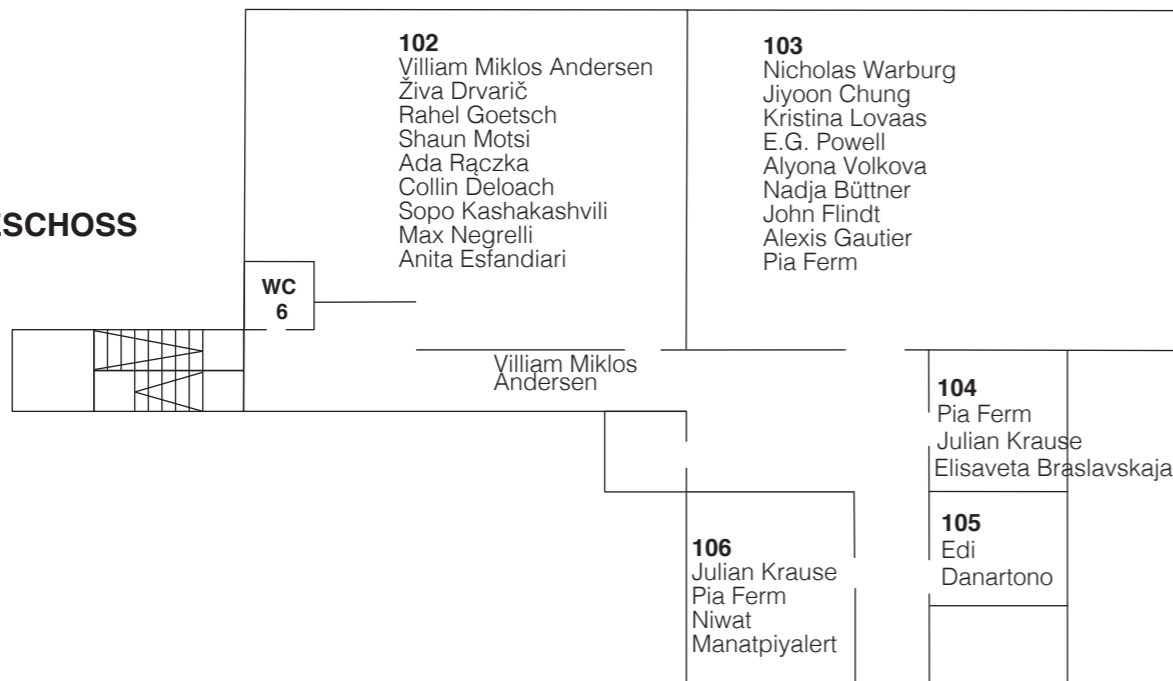 102
Villiam Miklos Andersen
Živa Drvarič
Rahel Goetsch
Shaun Motsi
Ada Rączka
Collin Deloach
Sopo Kashakashvili
Max Negrelli
Anita Esfandiari
103
Nicholas Warburg
Jiyoon Chung
Kristina Lovaas
E.G. Powell
Alyona Volkova
Nadja Büttner
John Flindt
Alexis Gautier
Pia Ferm
ESCHOSS
WC
6
Villiam Miklos
Andersen
104
Pia Ferm
Julian Krause
Elisaveta Braslavskaja
105
Edi
Danartono
106
Julian Krause
Pia Ferm
Niwat
Manatpiyalert